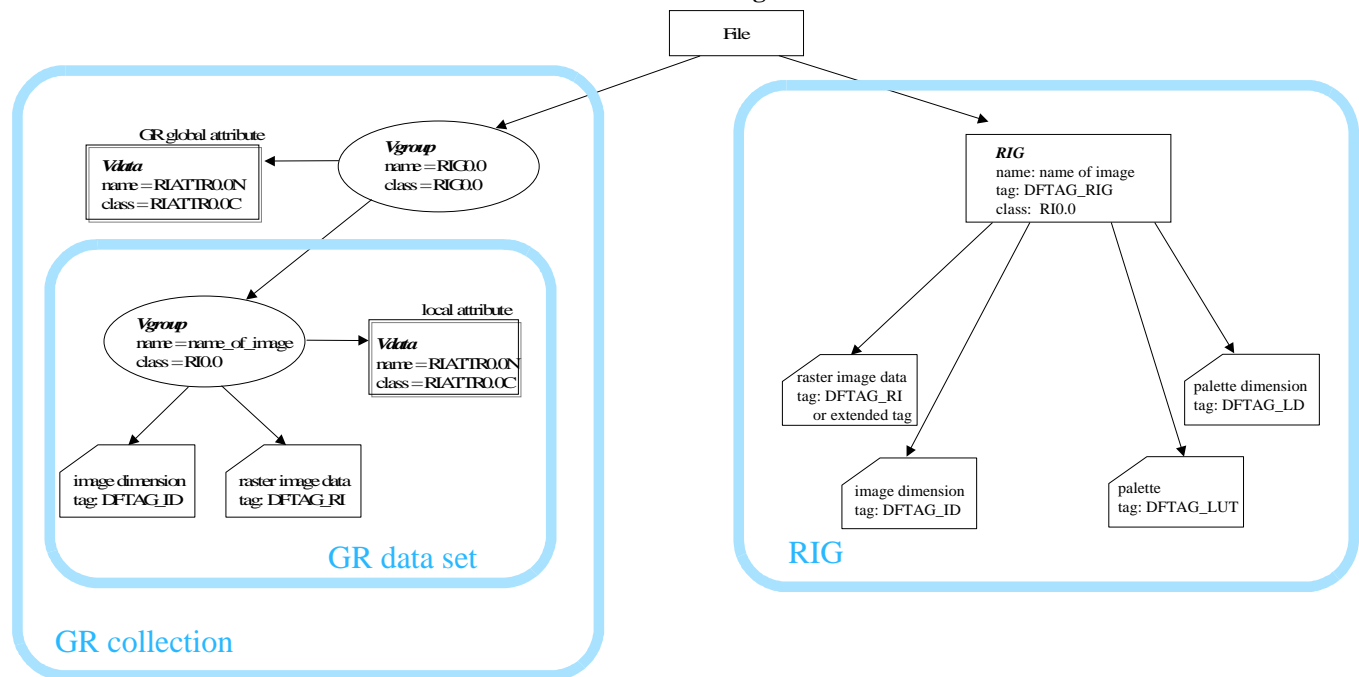 File
GR global attribute
Vdata
name = RIATTR0.0N
class = RIATTR0.0C
Vgroup
name = RIG0.0
class = RIG0.0
local attribute
Vgroup
name = name_of_image
class = RI0.0
Vdata
name = RIATTR0.0N
class = RIATTR0.0C
image dimension
tag: DFTAG_ID
raster image data
tag: DFTAG_RI
GR data set
GR collection
RIG
name: name of image
tag: DFTAG_RIG
class: RI0.0
raster image data
tag: DFTAG_RI
or extended tag
palette dimension
tag: DFTAG_LD
image dimension
tag: DFTAG_ID
palette
tag: DFTAG_LUT
RIG